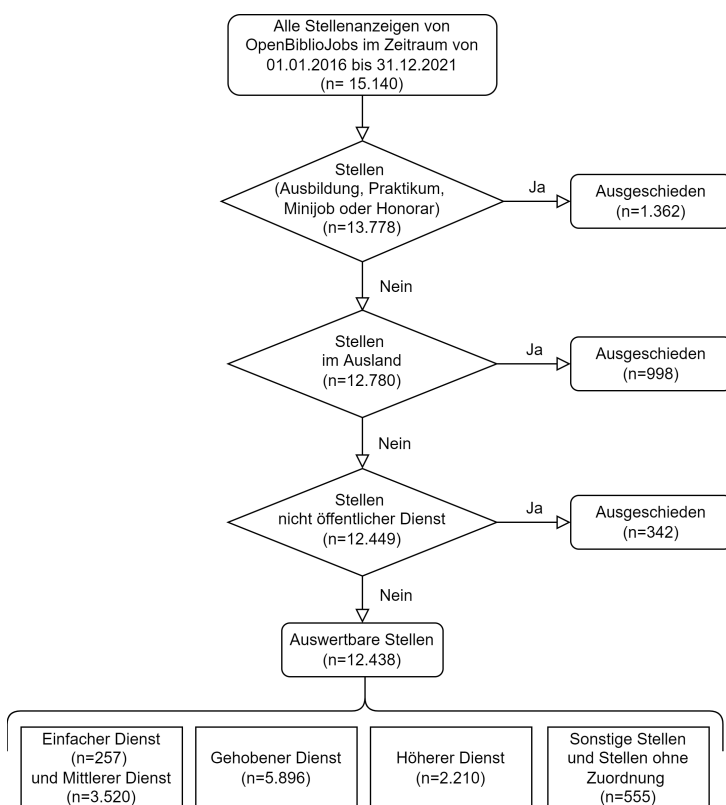 Alle Stellenanzeigen von
OpenBiblioJobs im Zeitraum von
01.01.2016 bis 31.12.2021
(n= 15.140)
Stellen
(Ausbildung, Praktikum,
Minijob oder Honorar)
(n=13.778)
Ja
Ausgeschieden
(n=1.362)
Nein
Stellen
im Ausland
(n=12.780)
Ja
Ausgeschieden
(n=998)
Nein
Stellen
nicht öffentlicher Dienst
(n=12.449)
Ja
Ausgeschieden
(n=342)
Nein
Auswertbare Stellen
(n=12.438)
Einfacher Dienst
(n=257)
und Mittlerer Dienst
(n=3.520)
Gehobener Dienst
(n=5.896)
Höherer Dienst
(n=2.210)
Sonstige Stellen
und Stellen ohne
Zuordnung
(n=555)